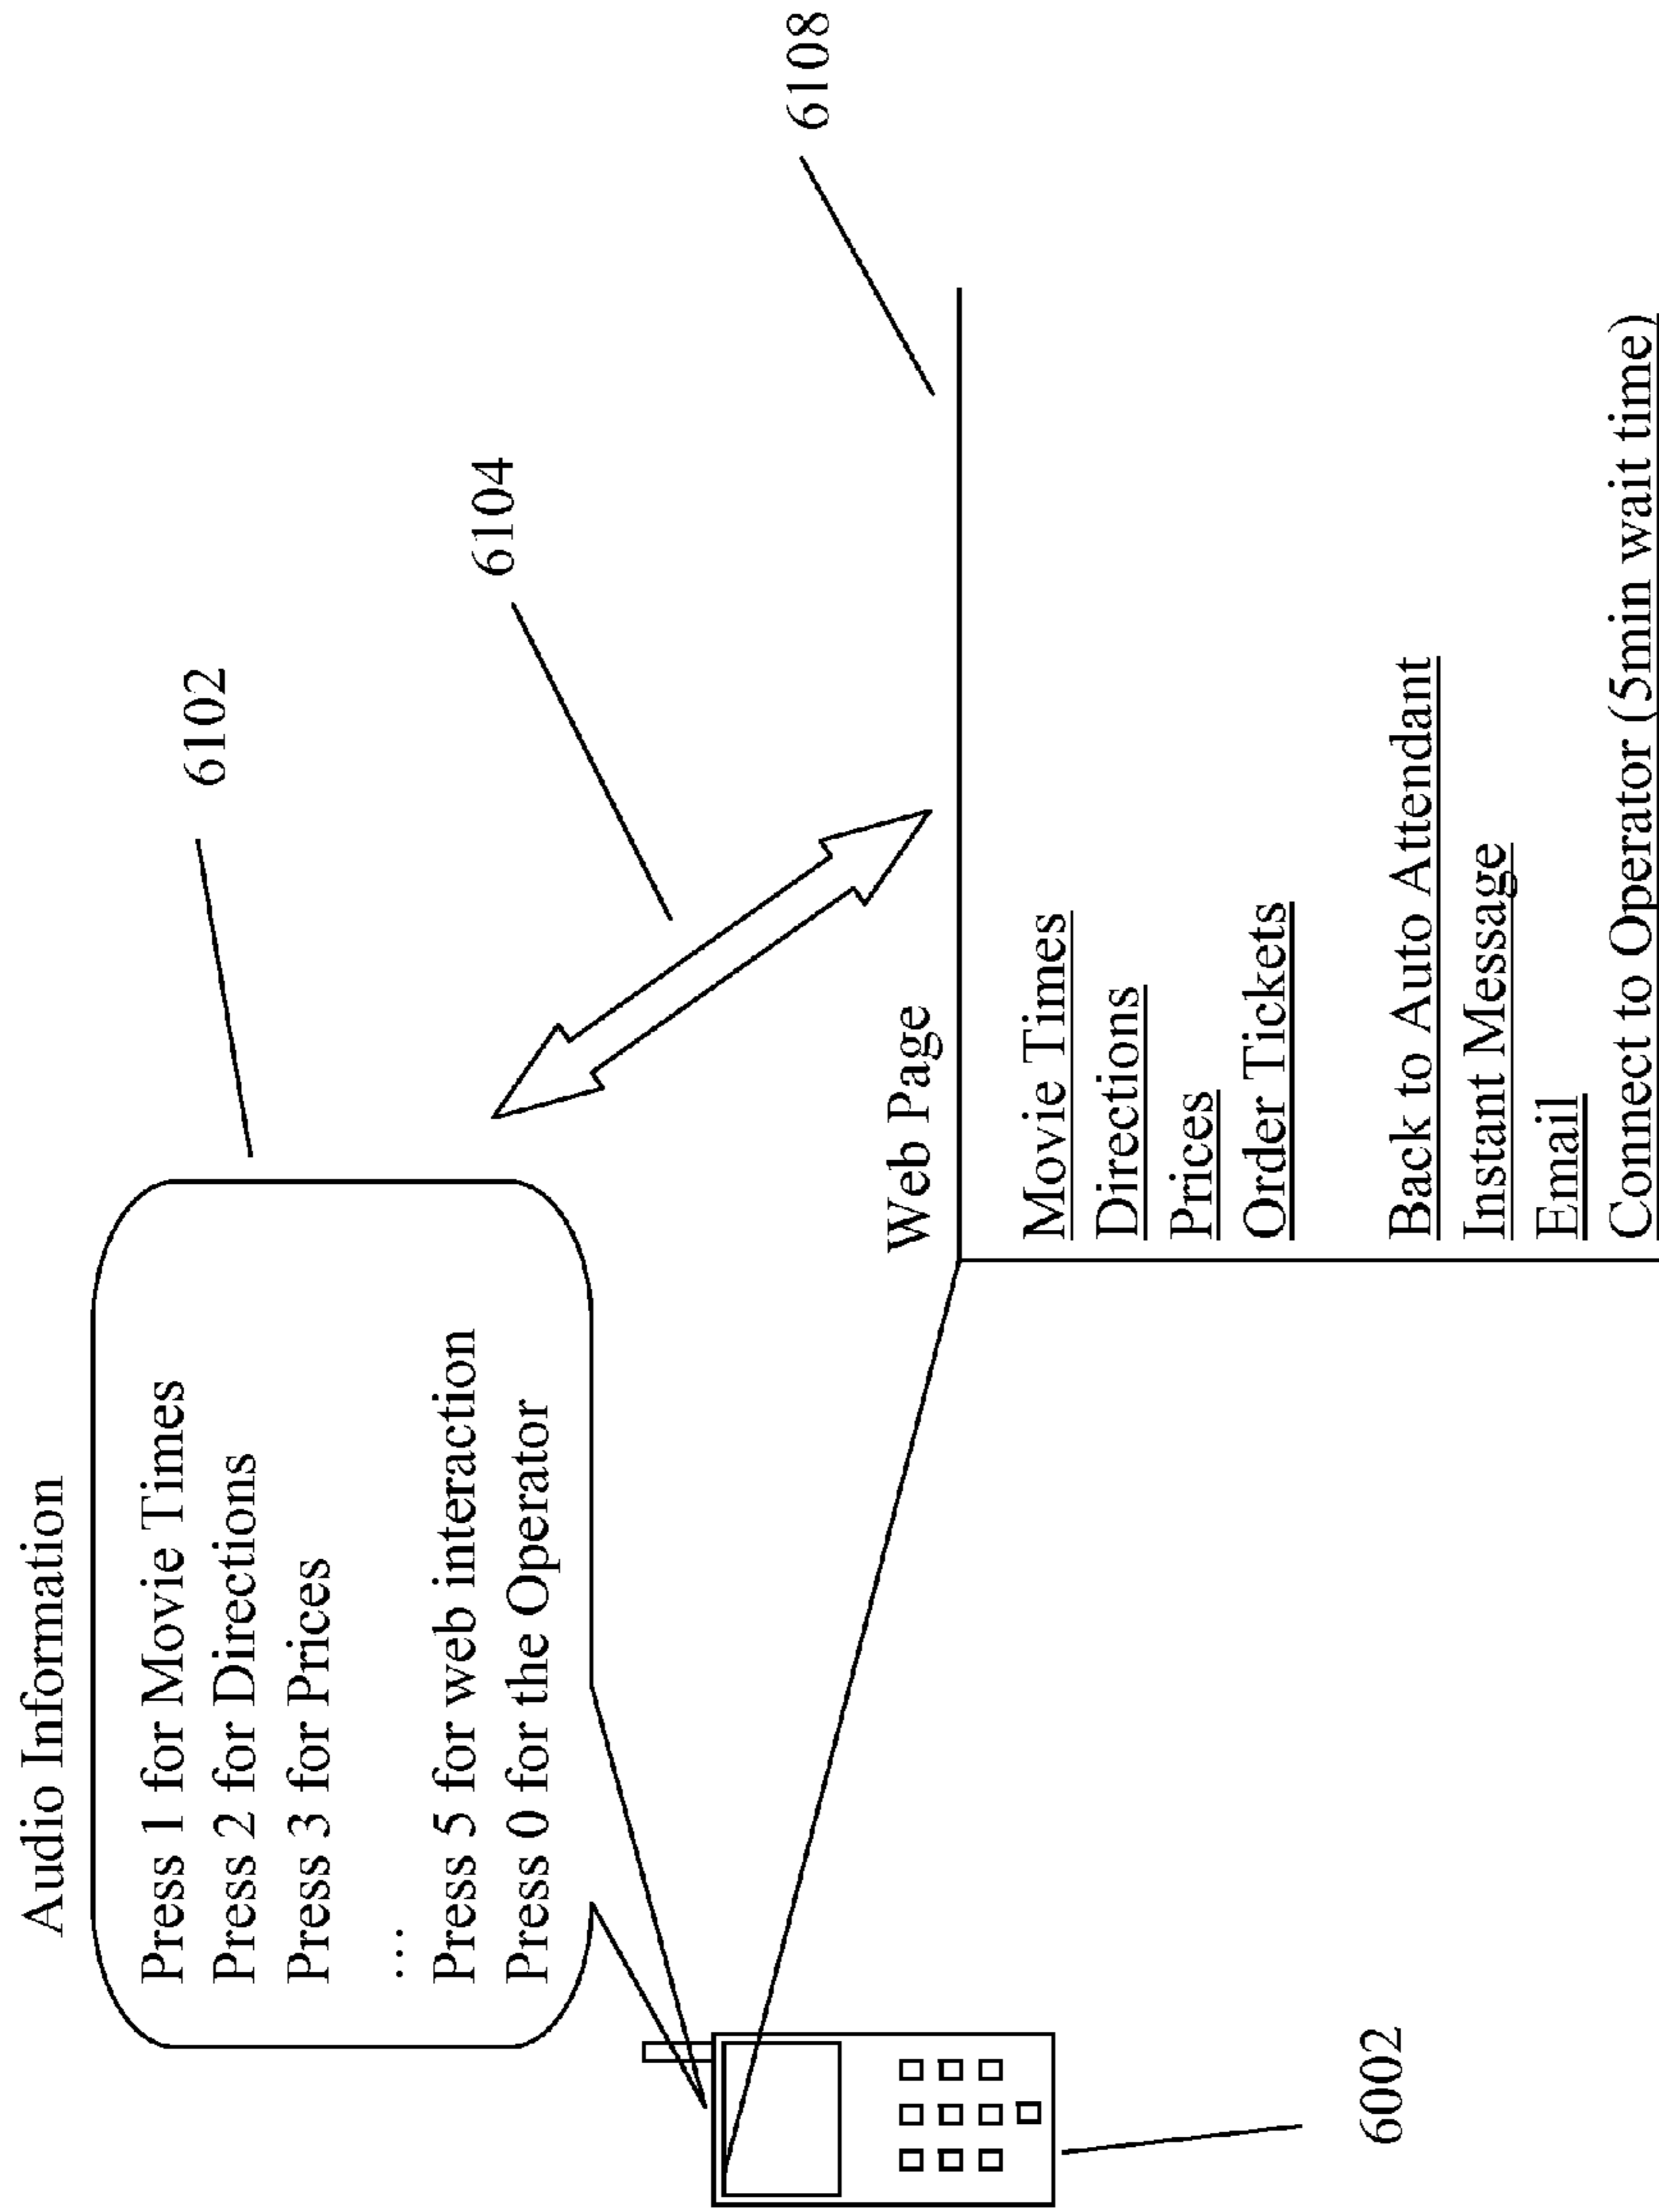 Audio Information
Press 1 for Movie Times
Press 2 for Directions
Press 3 for Prices
...
Press 5 for web interaction
Press 0 for the Operator
6102
6104
6108
Web Page
Movie Times
Directions
Prices
Order Tickets
Back to Auto Attendant
Instant Message
Email
Connect to Operator (5min wait time)
6002